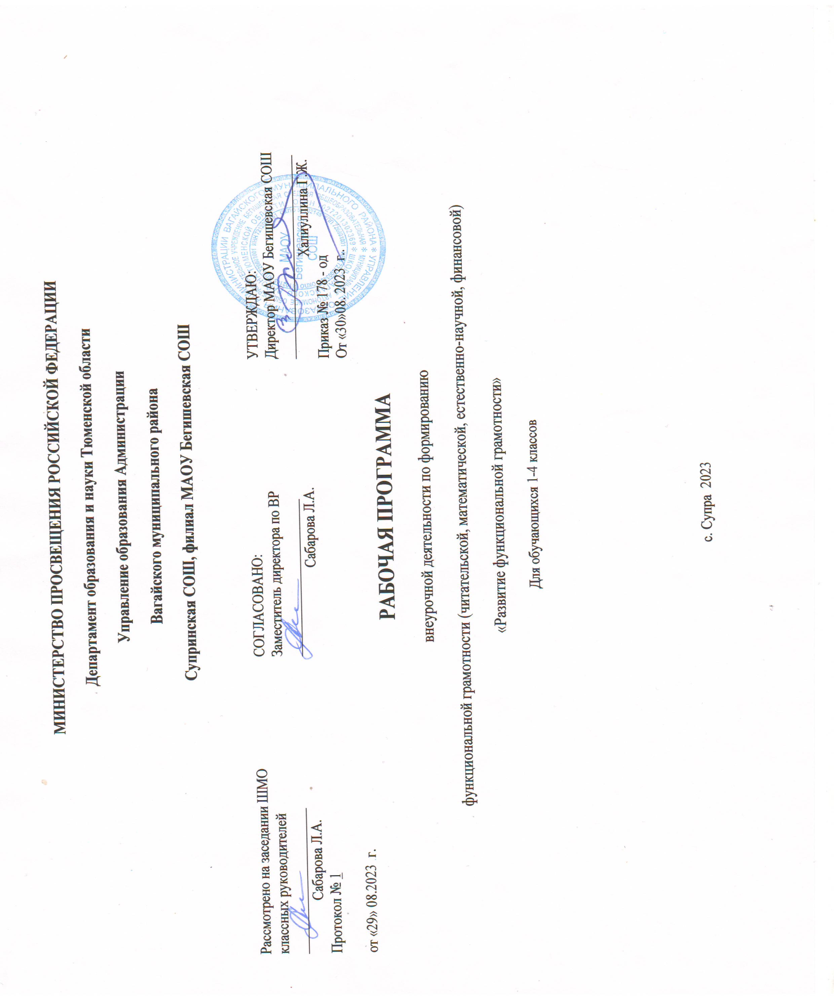 МИНИСТЕРСТВО ПРОСВЕЩЕНИЯ РОССИЙСКОЙ ФЕДЕРАЦИИ
Департамент образования и науки Тюменской области
Управление образования Администрации
Вагайского муниципального района
Супринская СОШ, филиал МАОУ Бегишевская СОШ
Рассмотрено на заседании ШМО
классных руководителей
Сабарова Л.А.
Протокол № 1
от «29» 08.2023 г.
СОГЛАСОВАНО:
Заместитель директора по ВР
Сабарова Л.А.
УТВЕРЖДАЮ:
Директор МАОУ Бегишевская СОШ
Халиуллина Г.Ж.
Приказ № 178 - од
От «30»08. 2023 г..
МАОУ
Бегишевская
СОШ
РАБОЧАЯ ПРОГРАММА
внеурочной деятельности по формированию
функциональной грамотности (читательской, математической, естественно-научной, финансовой)
«Развитие функциональной грамотности»
Для обучающихся 1-4 классов
с. Супра 2023